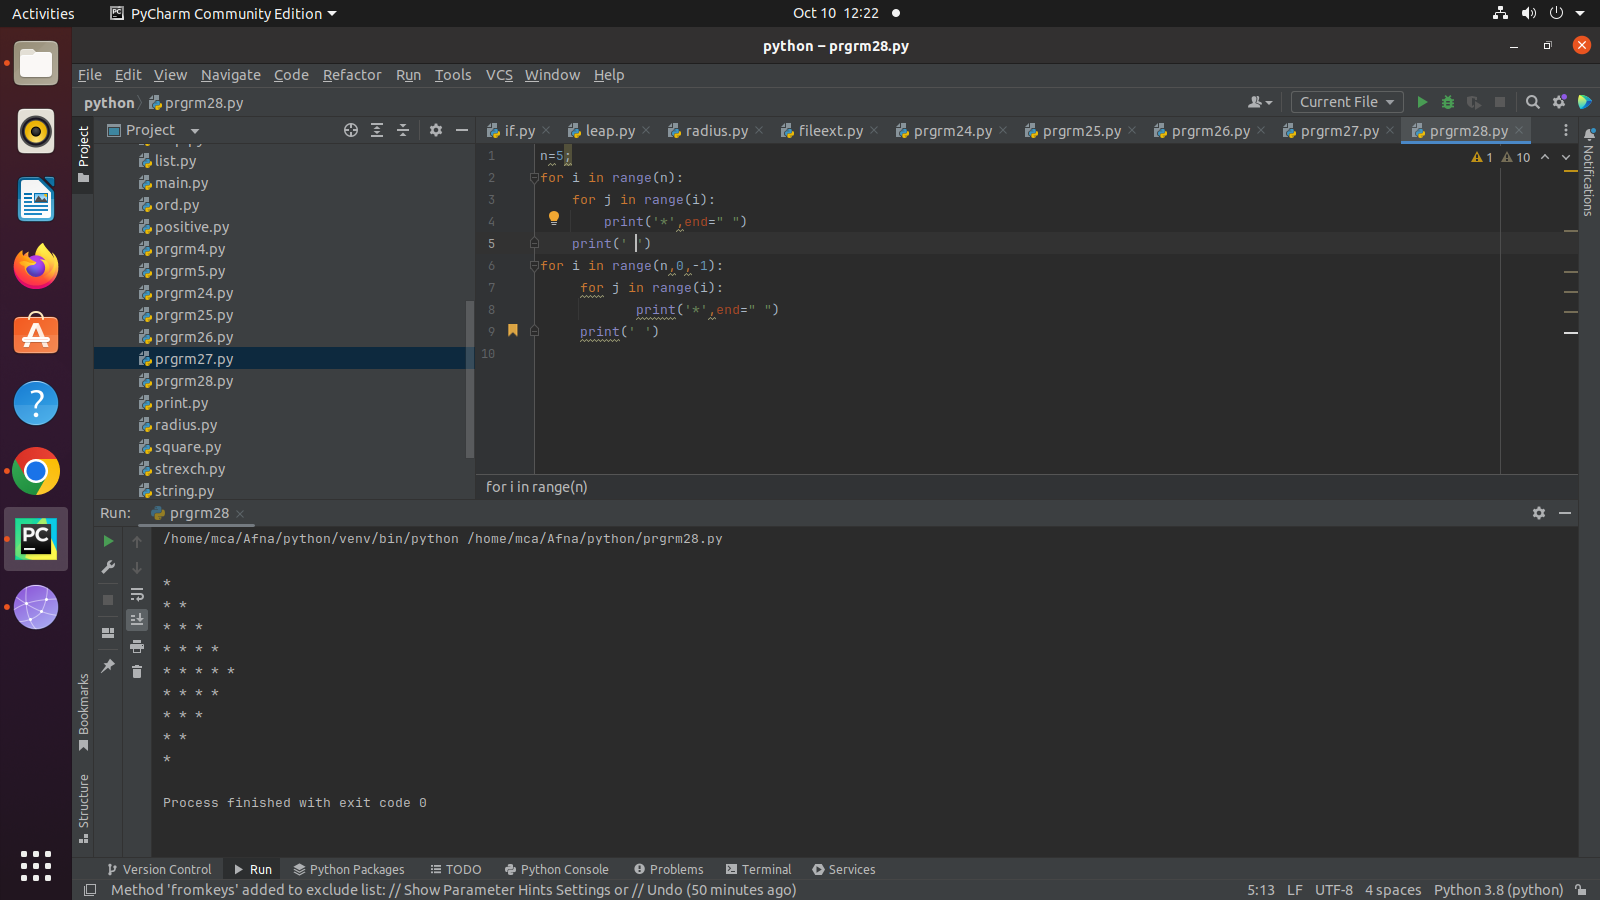 Activities PyCharm Community Edition Oct 10 12:22
python – prgrm28.py
File Edit View Navigate Code Refactor Run Tools VCS Window Help
python prgrm28.py Current File
Project if.py leap.py radius.py fileext.py prgrm24.py prgrm25.py prgrm26.py prgrm27.py prgrm28.py
Project
Notifications
list.py
main.py
ord.py
positive.py
prgrm4.py
prgrm5.py
prgrm24.py
prgrm25.py
prgrm26.py
prgrm27.py
prgrm28.py
print.py
radius.py
square.py
strexch.py
string.py
1 n=5; 1 10
2 for i in range(n):
3 for j in range(i):
4 print('*',end=" ")
5 print(' ')
6 for i in range(n,0,-1):
7 for j in range(i):
8 print('*',end=" ")
9 print(' ')
10
for i in range(n)
Run: prgrm28
/home/mca/Afna/python/venv/bin/python /home/mca/Afna/python/prgrm28.py
*
* *
* * *
* * * *
* * * * *
* * * *
* * *
* *
*
Process finished with exit code 0
Bookmarks
Structure
Version Control Run Python Packages TODO Python Console Problems Terminal Services
Method 'fromkeys' added to exclude list: // Show Parameter Hints Settings or // Undo (50 minutes ago) 5:13 LF UTF-8 4 spaces Python 3.8 (python)
PC